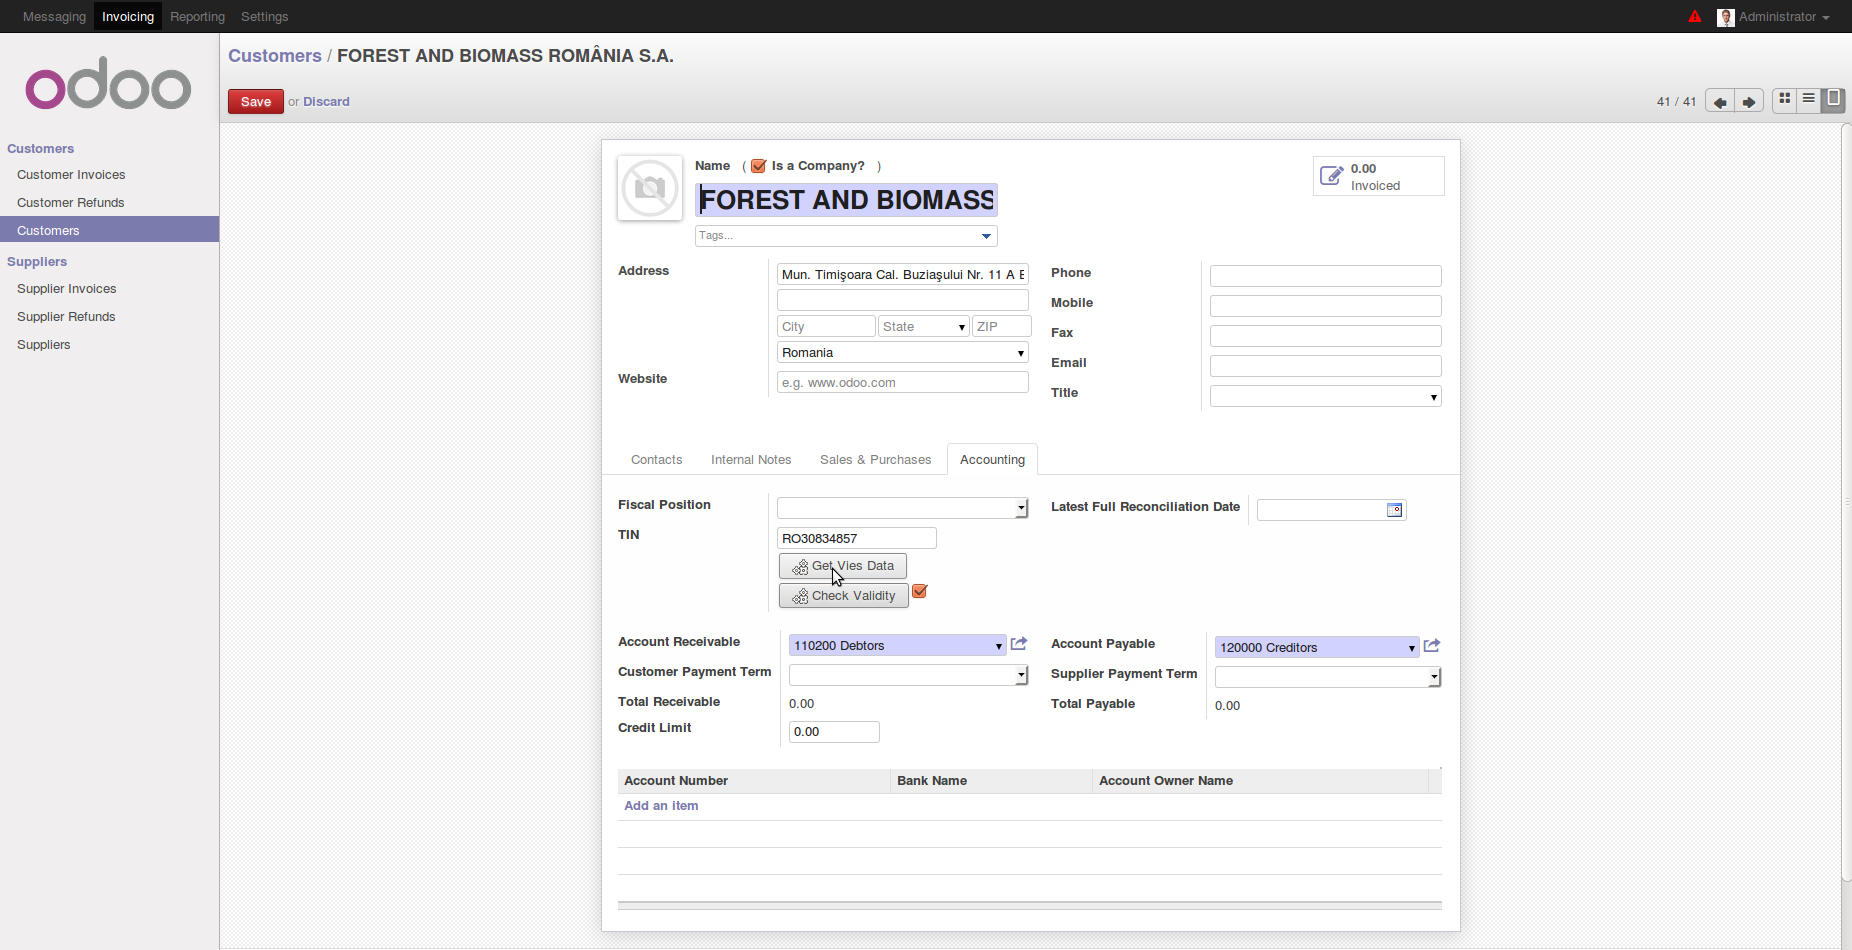 Messaging Invoicing Reporting Settings Administrator
odoo
Customers / FOREST AND BIOMASS ROMÂNIA S.A.
Save or Discard
41 / 41
Customers
Customer Invoices
Customer Refunds
Customers
Suppliers
Supplier Invoices
Supplier Refunds
Suppliers
Name ( Is a Company? )
FOREST AND BIOMASS
Tags...
0.00
Invoiced
Address
Mun. Timişoara Cal. Buziaşului Nr. 11 A
City State ZIP
Romania
Website
e.g. www.odoo.com
Phone
Mobile
Fax
Email
Title
Contacts Internal Notes Sales & Purchases Accounting
Fiscal Position
Latest Full Reconciliation Date
TIN
RO30834857
Get Vies Data
Check Validity
Account Receivable
110200 Debtors
Customer Payment Term
Total Receivable
0.00
Credit Limit
0.00
Account Payable
120000 Creditors
Supplier Payment Term
Total Payable
0.00
Account Number Bank Name Account Owner Name
Add an item